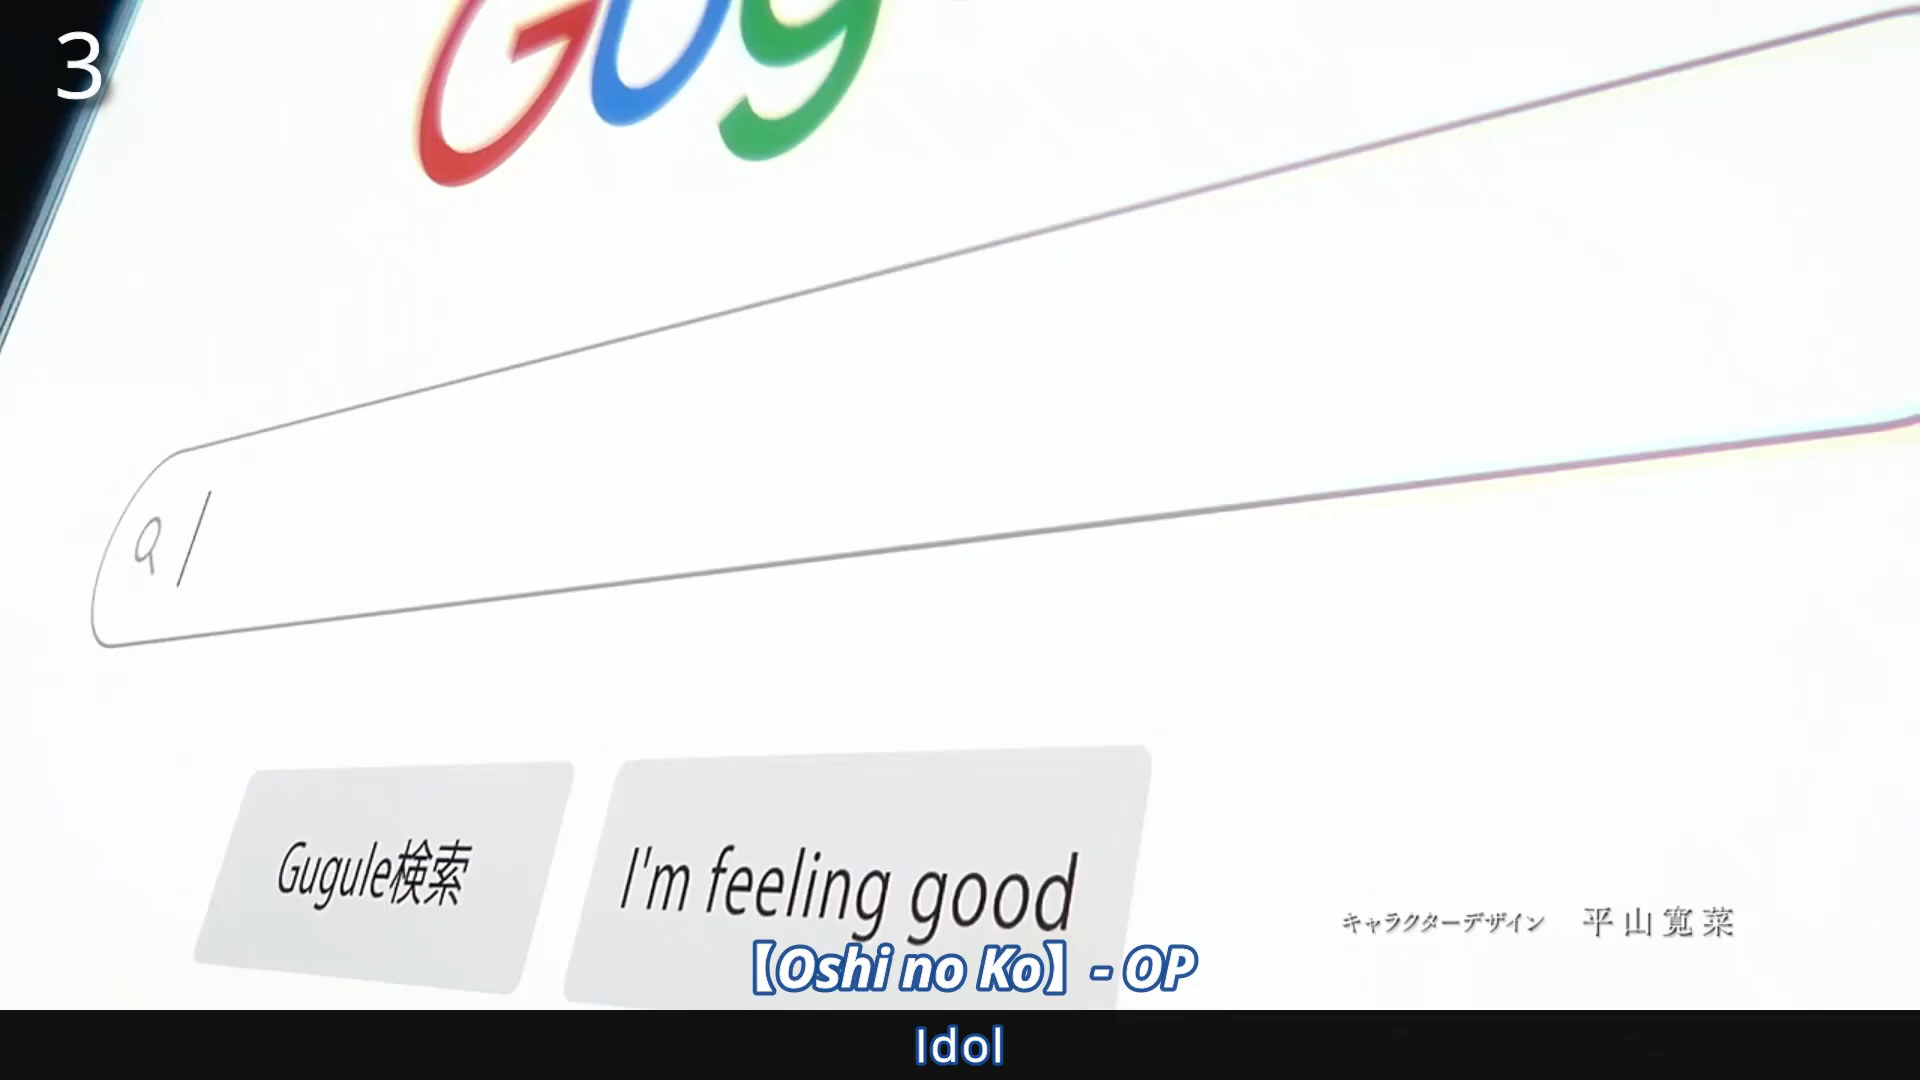 3
Gug
Gugule検索
I'm feeling good
キャラクターデザイン 平山寛菜
【Oshi no Ko】 - OP
Idol